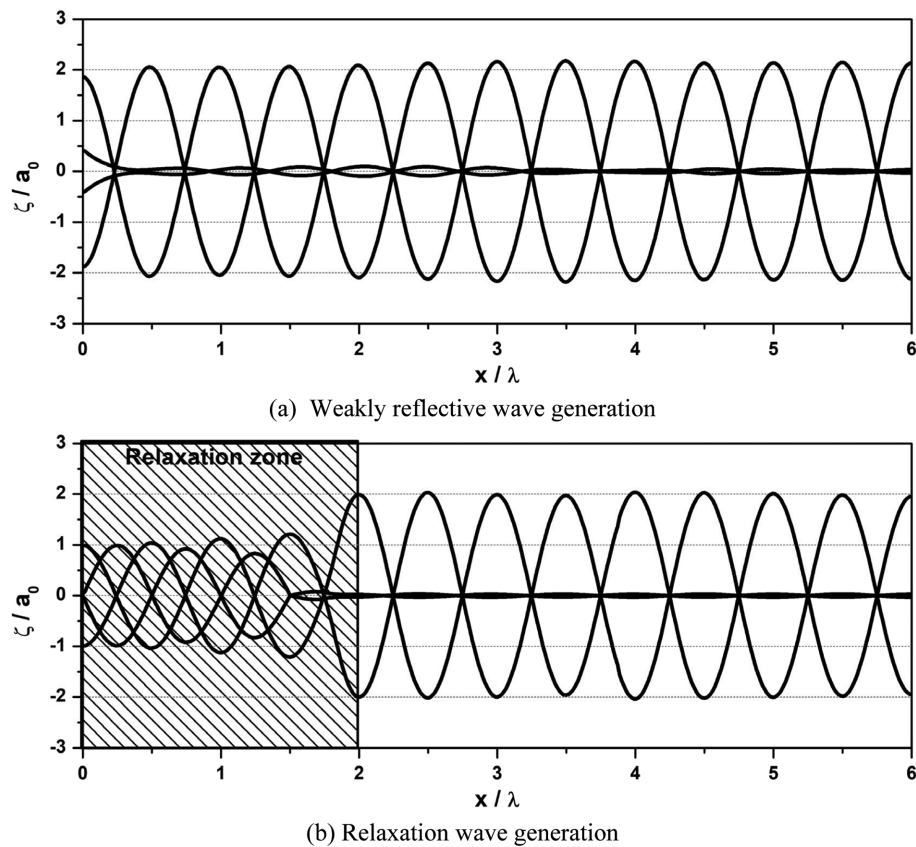 3
2
1
0
-1
-2
-3
ζ / a0
0 1 2 3 4 5 6
x / λ
(a) Weakly reflective wave generation
Relaxation zone
3
2
1
0
-1
-2
-3
ζ / a0
0 1 2 3 4 5 6
x / λ
(b) Relaxation wave generation